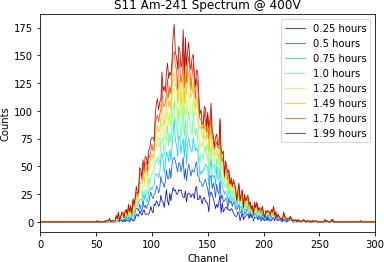 S11 Am-241 Spectrum @ 400V
175
150
125
100
75
50
25
0
Counts
0.25 hours
0.5 hours
0.75 hours
1.0 hours
1.25 hours
1.49 hours
1.75 hours
1.99 hours
0 50 100 150 200 250 300
Channel